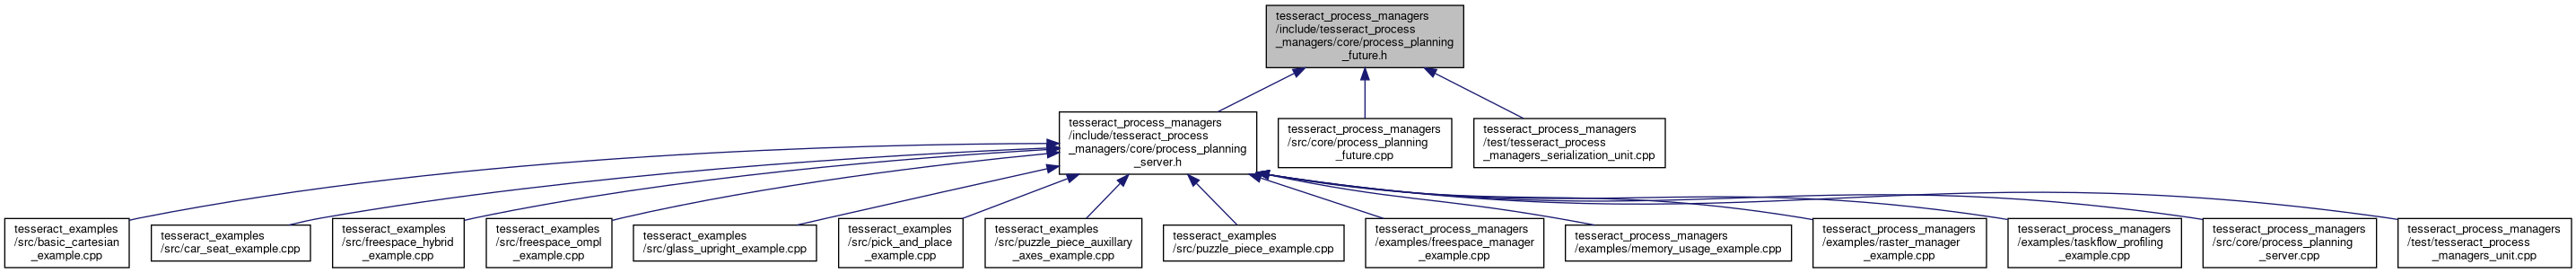 tesseract_process_managers
/include/tesseract_process
_managers/core/process_planning
_future.h
tesseract_process_managers
/include/tesseract_process
_managers/core/process_planning
_server.h
tesseract_process_managers
/src/core/process_planning
_future.cpp
tesseract_process_managers
/test/tesseract_process
_managers_serialization_unit.cpp
tesseract_examples
/src/basic_cartesian
_example.cpp
tesseract_examples
/src/car_seat_example.cpp
tesseract_examples
/src/freespace_hybrid
_example.cpp
tesseract_examples
/src/freespace_ompl
_example.cpp
tesseract_examples
/src/glass_upright_example.cpp
tesseract_examples
/src/pick_and_place
_example.cpp
tesseract_examples
/src/puzzle_piece_auxillary
_axes_example.cpp
tesseract_examples
/src/puzzle_piece_example.cpp
tesseract_process_managers
/examples/freespace_manager
_example.cpp
tesseract_process_managers
/examples/memory_usage_example.cpp
tesseract_process_managers
/examples/raster_manager
_example.cpp
tesseract_process_managers
/examples/taskflow_profiling
_example.cpp
tesseract_process_managers
/src/core/process_planning
_server.cpp
tesseract_process_managers
/test/tesseract_process
_managers_unit.cpp